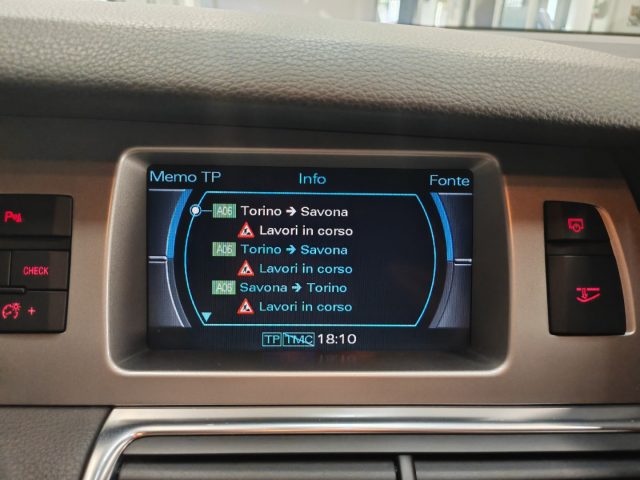 Memo TP Info Fonte
A06 Torino → Savona
Lavori in corso
A06 Torino → Savona
Lavori in corso
A06 Savona → Torino
Lavori in corso
TP TMC 18:10
CHECK